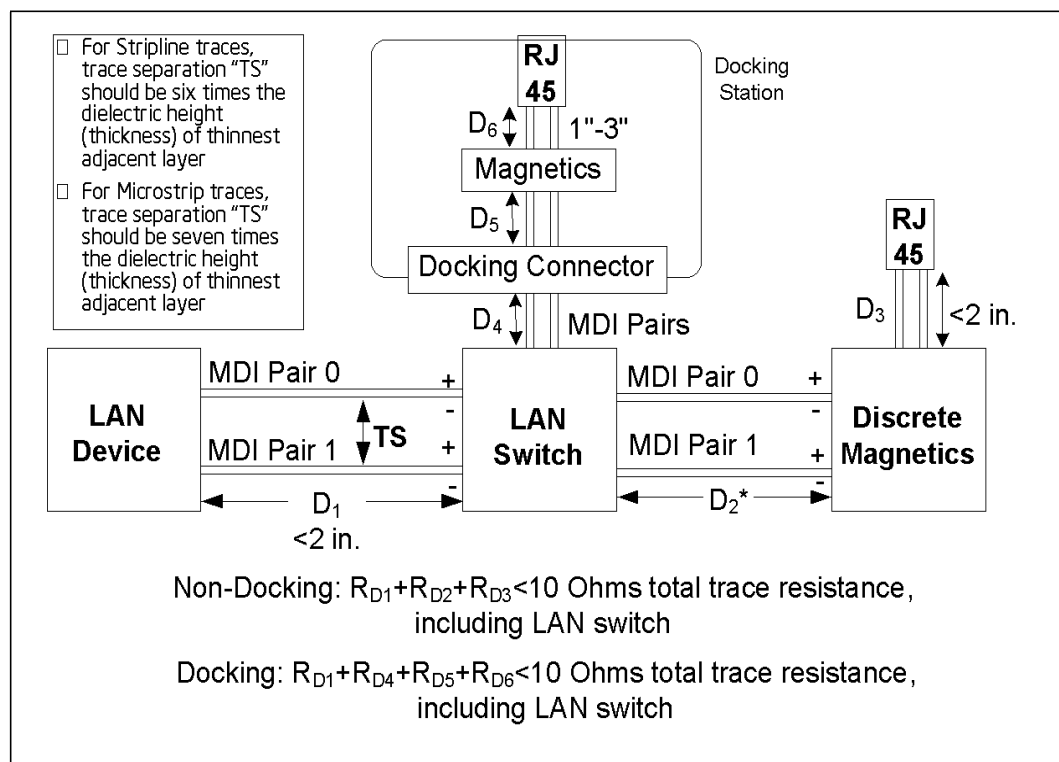 □ For Stripline traces,
trace separation “TS”
should be six times the
dielectric height
(thickness) of thinnest
adjacent layer
□ For Microstrip traces,
trace separation “TS”
should be seven times
the dielectric height
(thickness) of thinnest
adjacent layer
RJ
45
Docking
Station
D6
1"-3"
Magnetics
D5
Docking Connector
D4
MDI Pairs
RJ
45
D3
<2 in.
LAN
Device
MDI Pair 0
+
-
TS
MDI Pair 1
+
-
D1
<2 in.
LAN
Switch
MDI Pair 0
+
-
MDI Pair 1
+
-
D2*
Discrete
Magnetics
Non-Docking: RD1+RD2+RD3<10 Ohms total trace resistance,
including LAN switch
Docking: RD1+RD4+RD5+RD6<10 Ohms total trace resistance,
including LAN switch